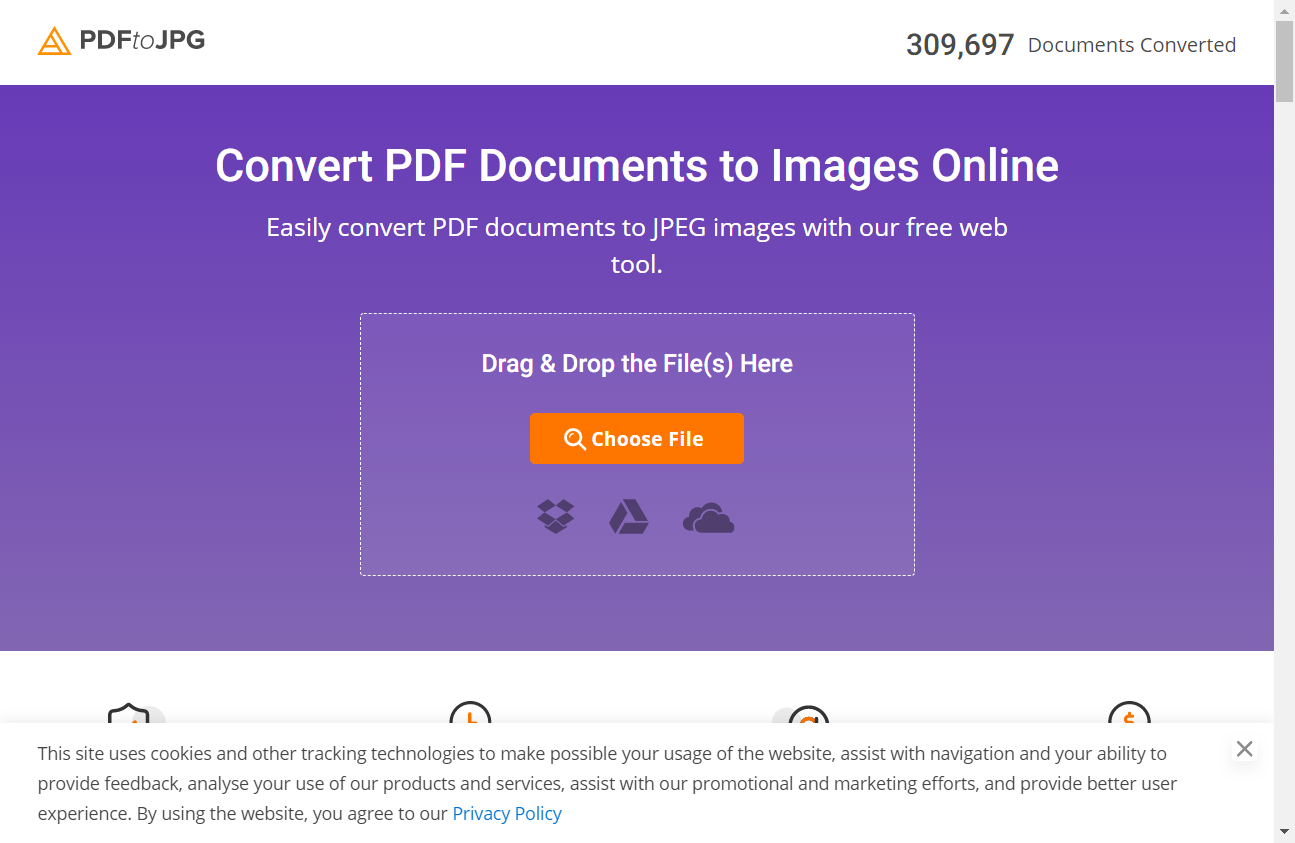 PDFtoJPG
309,697 Documents Converted
Convert PDF Documents to Images Online
Easily convert PDF documents to JPEG images with our free web
tool.
Drag & Drop the File(s) Here
Choose File
This site uses cookies and other tracking technologies to make possible your usage of the website, assist with navigation and your ability to
provide feedback, analyse your use of our products and services, assist with our promotional and marketing efforts, and provide better user
experience. By using the website, you agree to our Privacy Policy